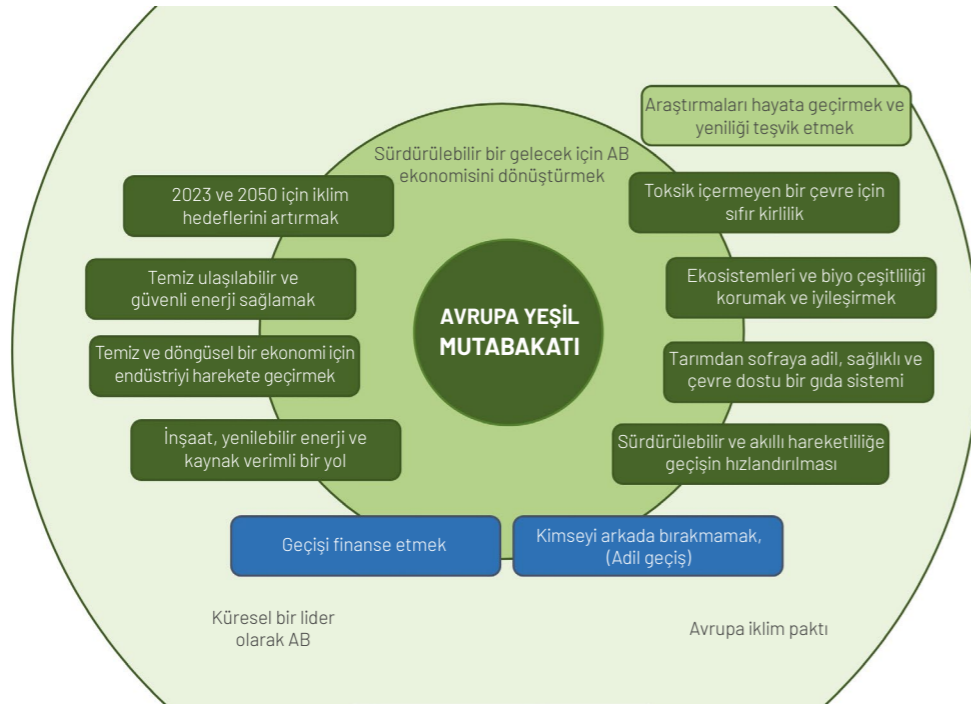 Araştırmaları hayata geçirmek ve
yeniliği teşvik etmek
Sürdürülebilir bir gelecek için AB
ekonomisini dönüştürmek
2023 ve 2050 için iklim
hedeflerini artırmak
Toksik içermeyen bir çevre için
sıfır kirlilik
Temiz ulaşılabilir ve
güvenli enerji sağlamak
Ekosistemleri ve biyo çeşitliliği
korumak ve iyileşirmek
AVRUPA YEŞİL
MUTABAKATI
Temiz ve döngüsel bir ekonomi için
endüstriyi harekete geçirmek
Tarımdan sofraya adil, sağlıklı ve
çevre dostu bir gıda sistemi
İnşaat, yenilebilir enerji ve
kaynak verimli bir yol
Sürdürülebilir ve akıllı hareketliliğe
geçişin hızlandırılması
Geçişi finanse etmek
Kimseyi arkada bırakmamak,
(Adil geçiş)
Küresel bir lider
olarak AB
Avrupa iklim paktı